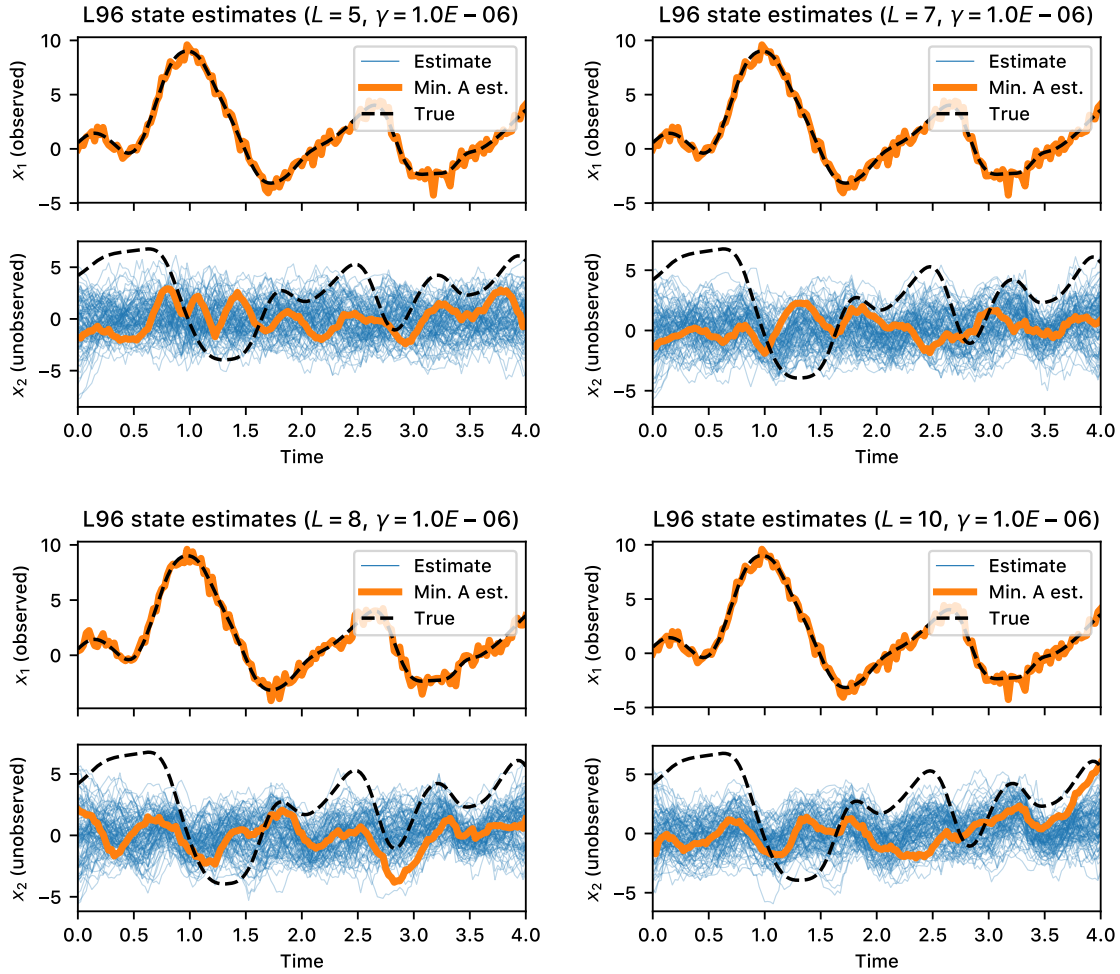 L96 state estimates (L = 5, γ = 1.0E − 06)
10
5
0
−5
x₁ (observed)
Estimate
Min. A est.
True
5
0
−5
x₂ (unobserved)
0.0 0.5 1.0 1.5 2.0 2.5 3.0 3.5 4.0
Time
L96 state estimates (L = 7, γ = 1.0E − 06)
10
5
0
−5
x₁ (observed)
Estimate
Min. A est.
True
5
0
−5
x₂ (unobserved)
0.0 0.5 1.0 1.5 2.0 2.5 3.0 3.5 4.0
Time
L96 state estimates (L = 8, γ = 1.0E − 06)
10
5
0
x₁ (observed)
Estimate
Min. A est.
True
5
0
−5
x₂ (unobserved)
0.0 0.5 1.0 1.5 2.0 2.5 3.0 3.5 4.0
Time
L96 state estimates (L = 10, γ = 1.0E − 06)
10
5
0
−5
x₁ (observed)
Estimate
Min. A est.
True
5
0
−5
x₂ (unobserved)
0.0 0.5 1.0 1.5 2.0 2.5 3.0 3.5 4.0
Time